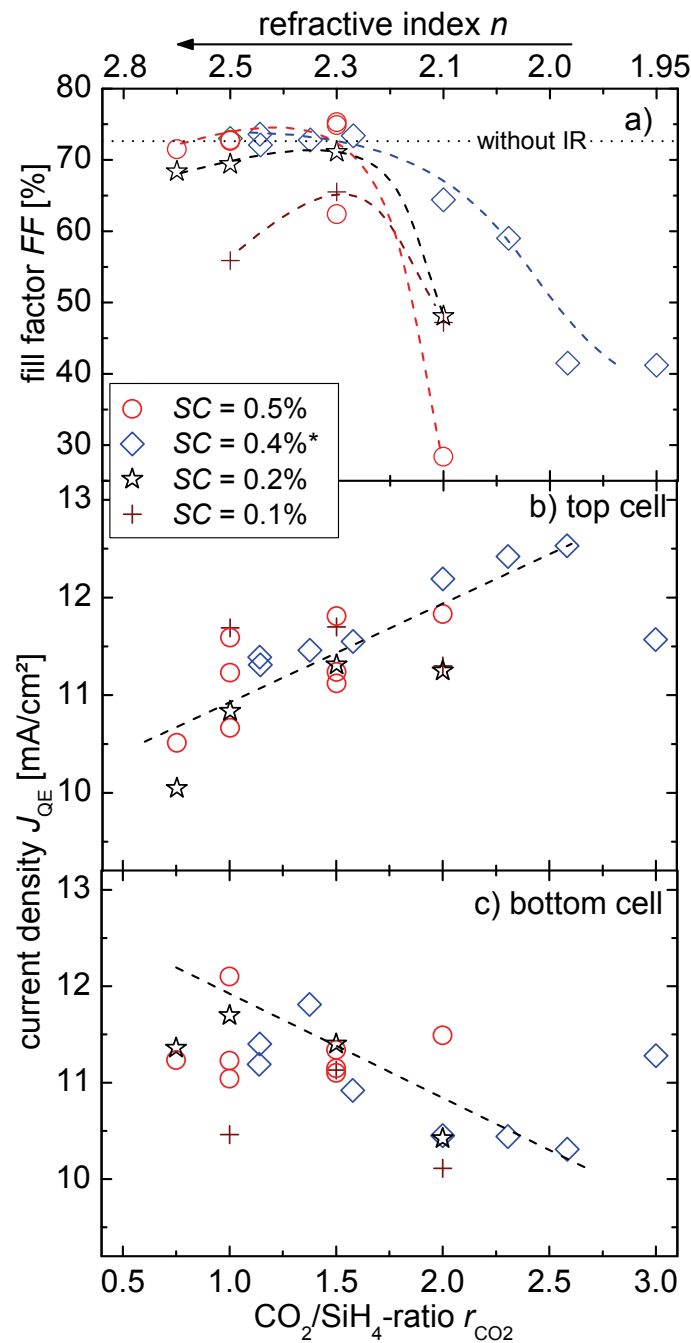 refractive index n
2.8 2.5 2.3 2.1 1.97 1.95
80
70
60
50
40
30
fill factor FF [%]
a)
without IR
SC = 0.5%
SC = 0.4%*
SC = 0.2%
SC = 0.1%
13
12
11
10
b) top cell
current density J_QE [mA/cm²]
13
12
11
10
c) bottom cell
0.5 1.0 1.5 2.0 2.5 3.0
CO₂/SiH₄-ratio r_CO2